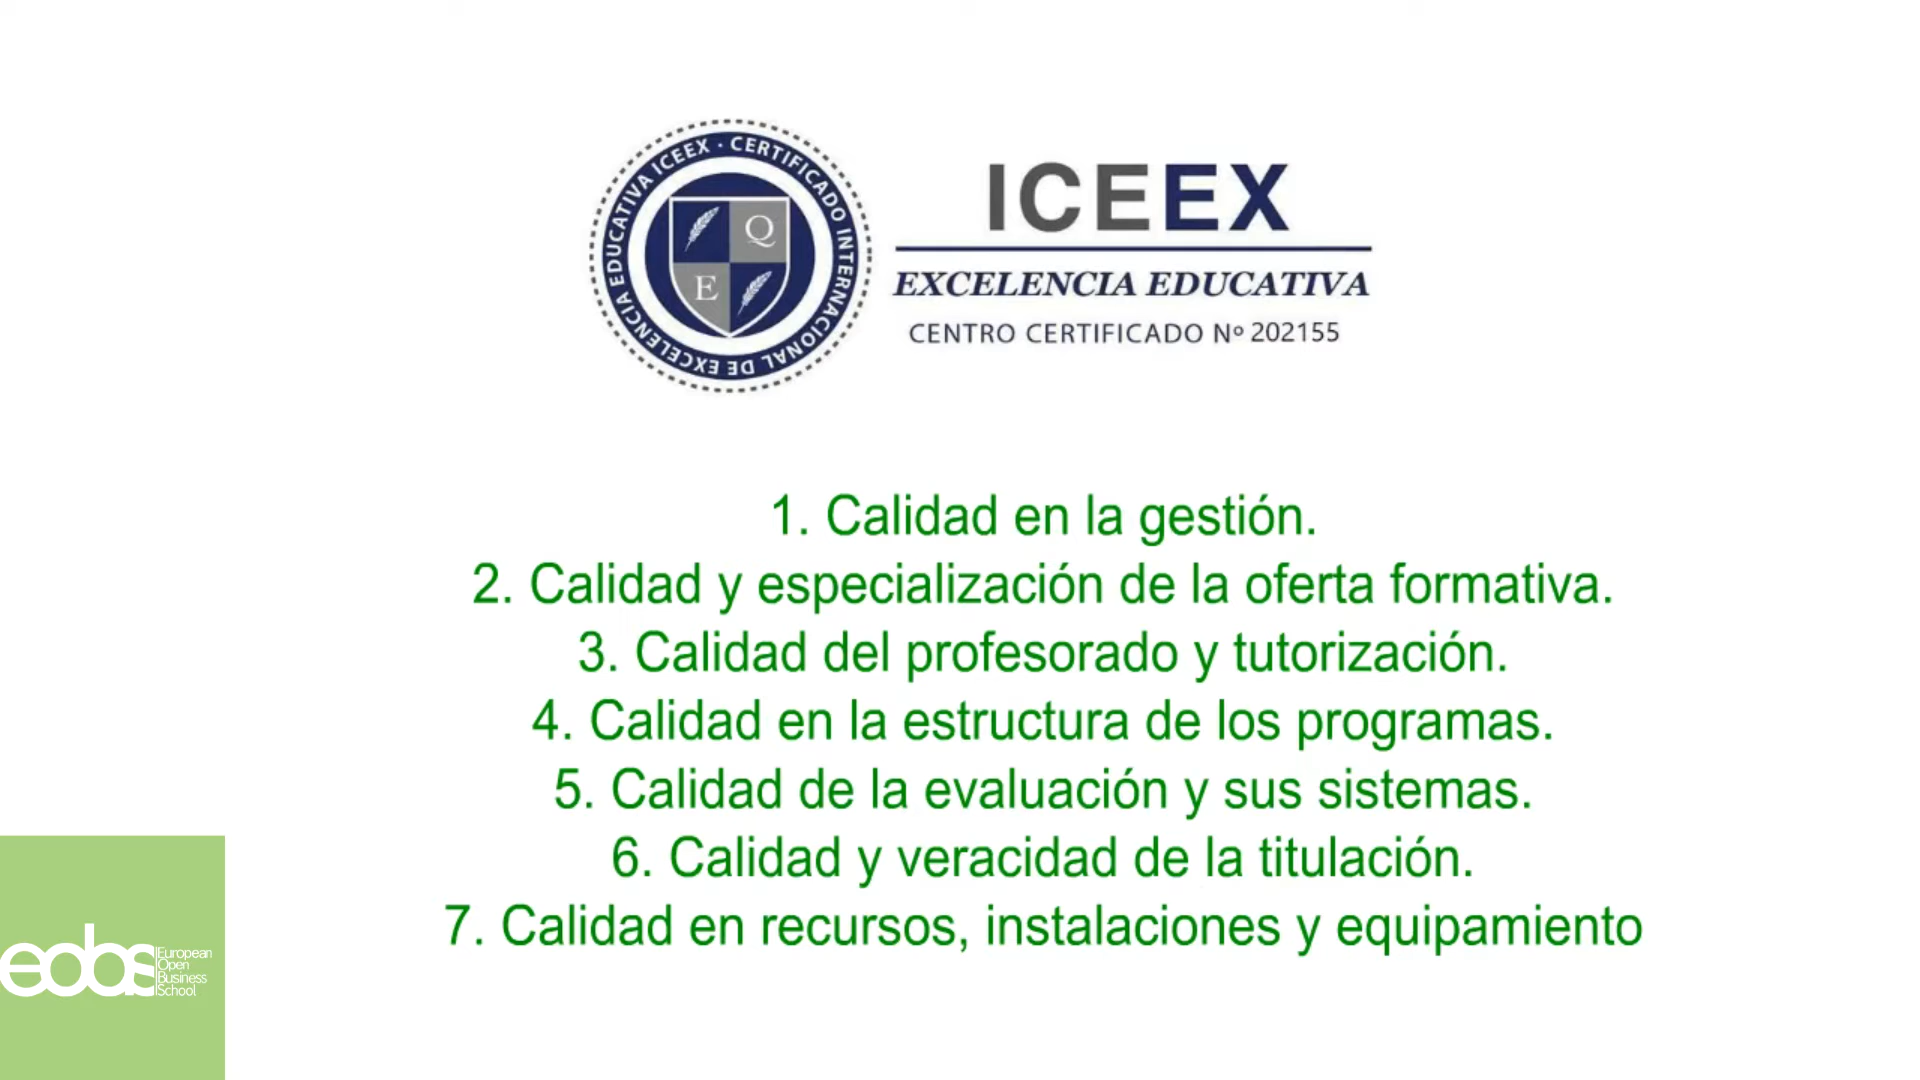 CERTIFICADO INTERNACIONAL DE EXCELENCIA EDUCATIVA ICEEX ·
Q
E
ICEEX
EXCELENCIA EDUCATIVA
CENTRO CERTIFICADO Nº 202155
1. Calidad en la gestión.
2. Calidad y especialización de la oferta formativa.
3. Calidad del profesorado y tutorización.
4. Calidad en la estructura de los programas.
5. Calidad de la evaluación y sus sistemas.
6. Calidad y veracidad de la titulación.
7. Calidad en recursos, instalaciones y equipamiento
eobs
European
Open
Business
School